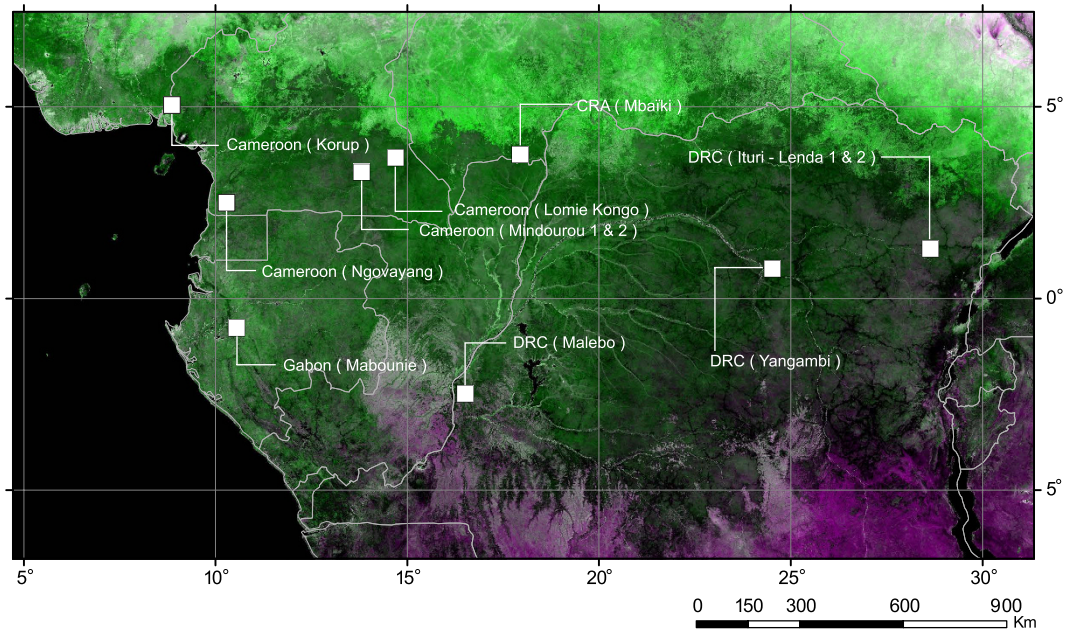 CRA ( Mbaïki )
5°
Cameroon ( Korup )
DRC ( Ituri - Lenda 1 & 2 )
Cameroon ( Lomie Kongo )
Cameroon ( Mindourou 1 & 2 )
Cameroon ( Ngovayang )
0°
DRC ( Malebo )
Gabon ( Mabounie )
DRC ( Yangambi )
5°
5° 10° 15° 20° 25° 30°
0 150 300 600 900
Km